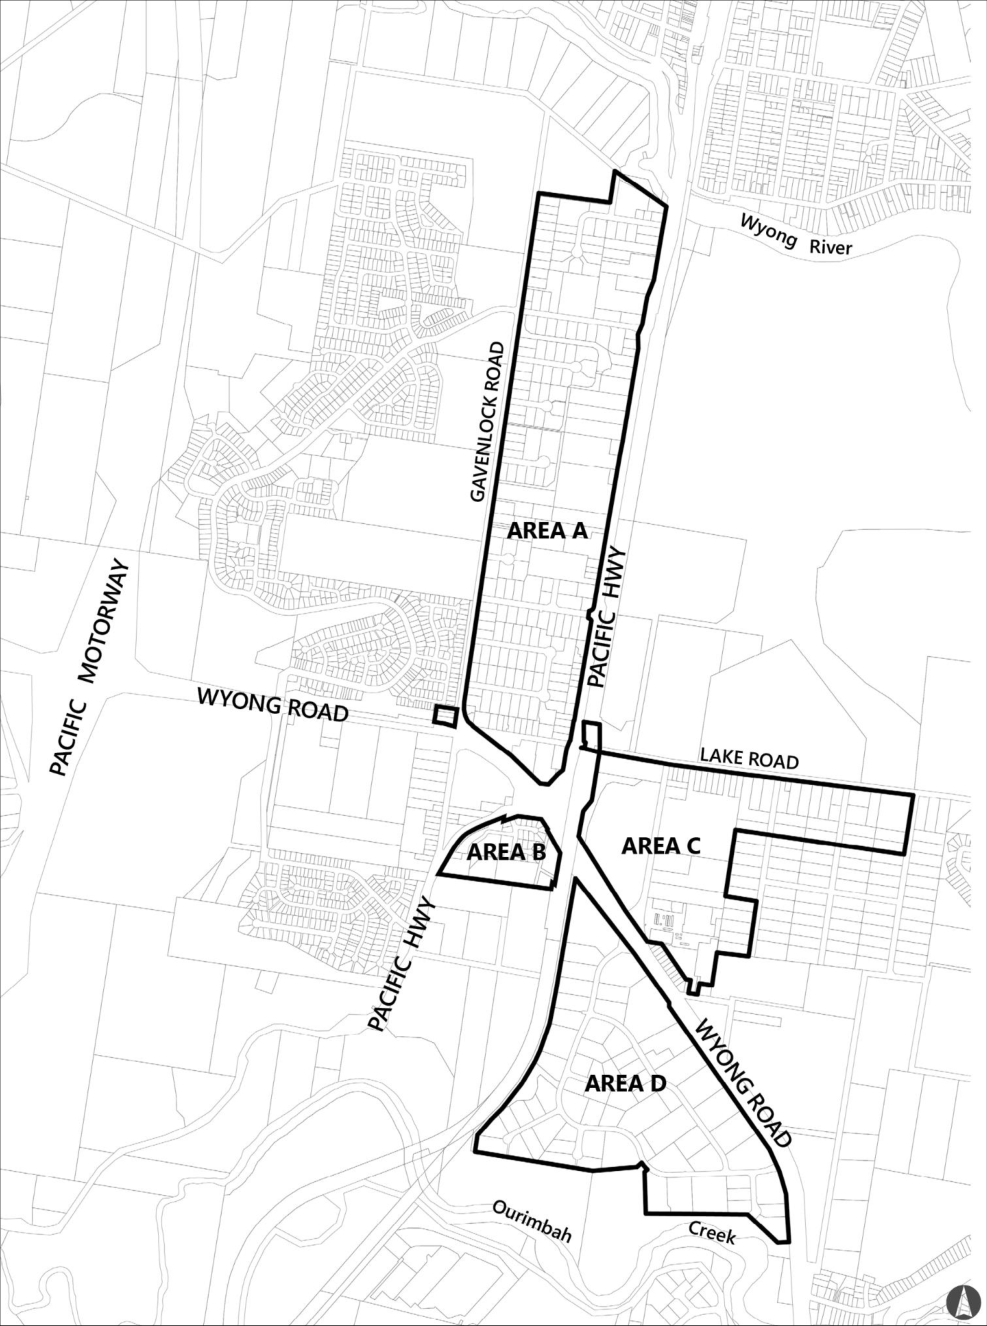 Wyong River
GAVENLOCK ROAD
AREA A
PACIFIC HWY
PACIFIC MOTORWAY
WYONG ROAD
LAKE ROAD
AREA B
AREA C
PACIFIC HWY
WYONG ROAD
AREA D
Ourimbah Creek